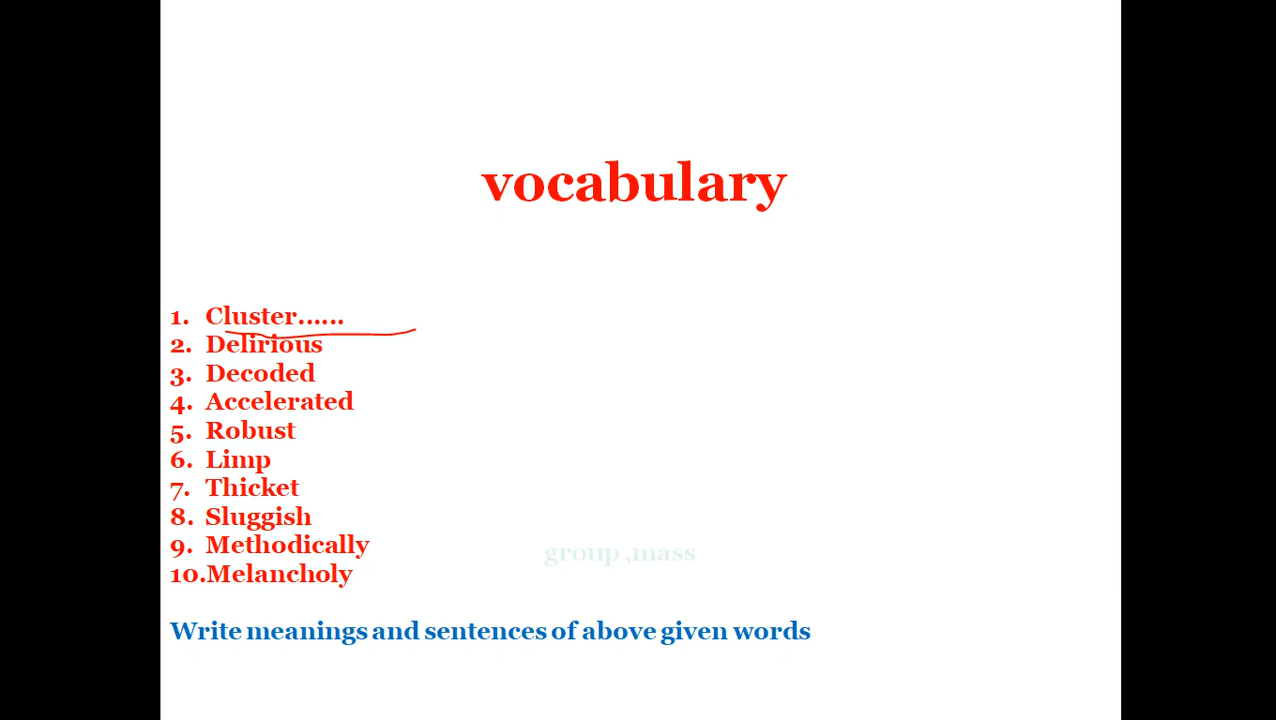 vocabulary
1. Cluster......
2. Delirious
3. Decoded
4. Accelerated
5. Robust
6. Limp
7. Thicket
8. Sluggish
9. Methodically
group ,mass
10.Melancholy
Write meanings and sentences of above given words